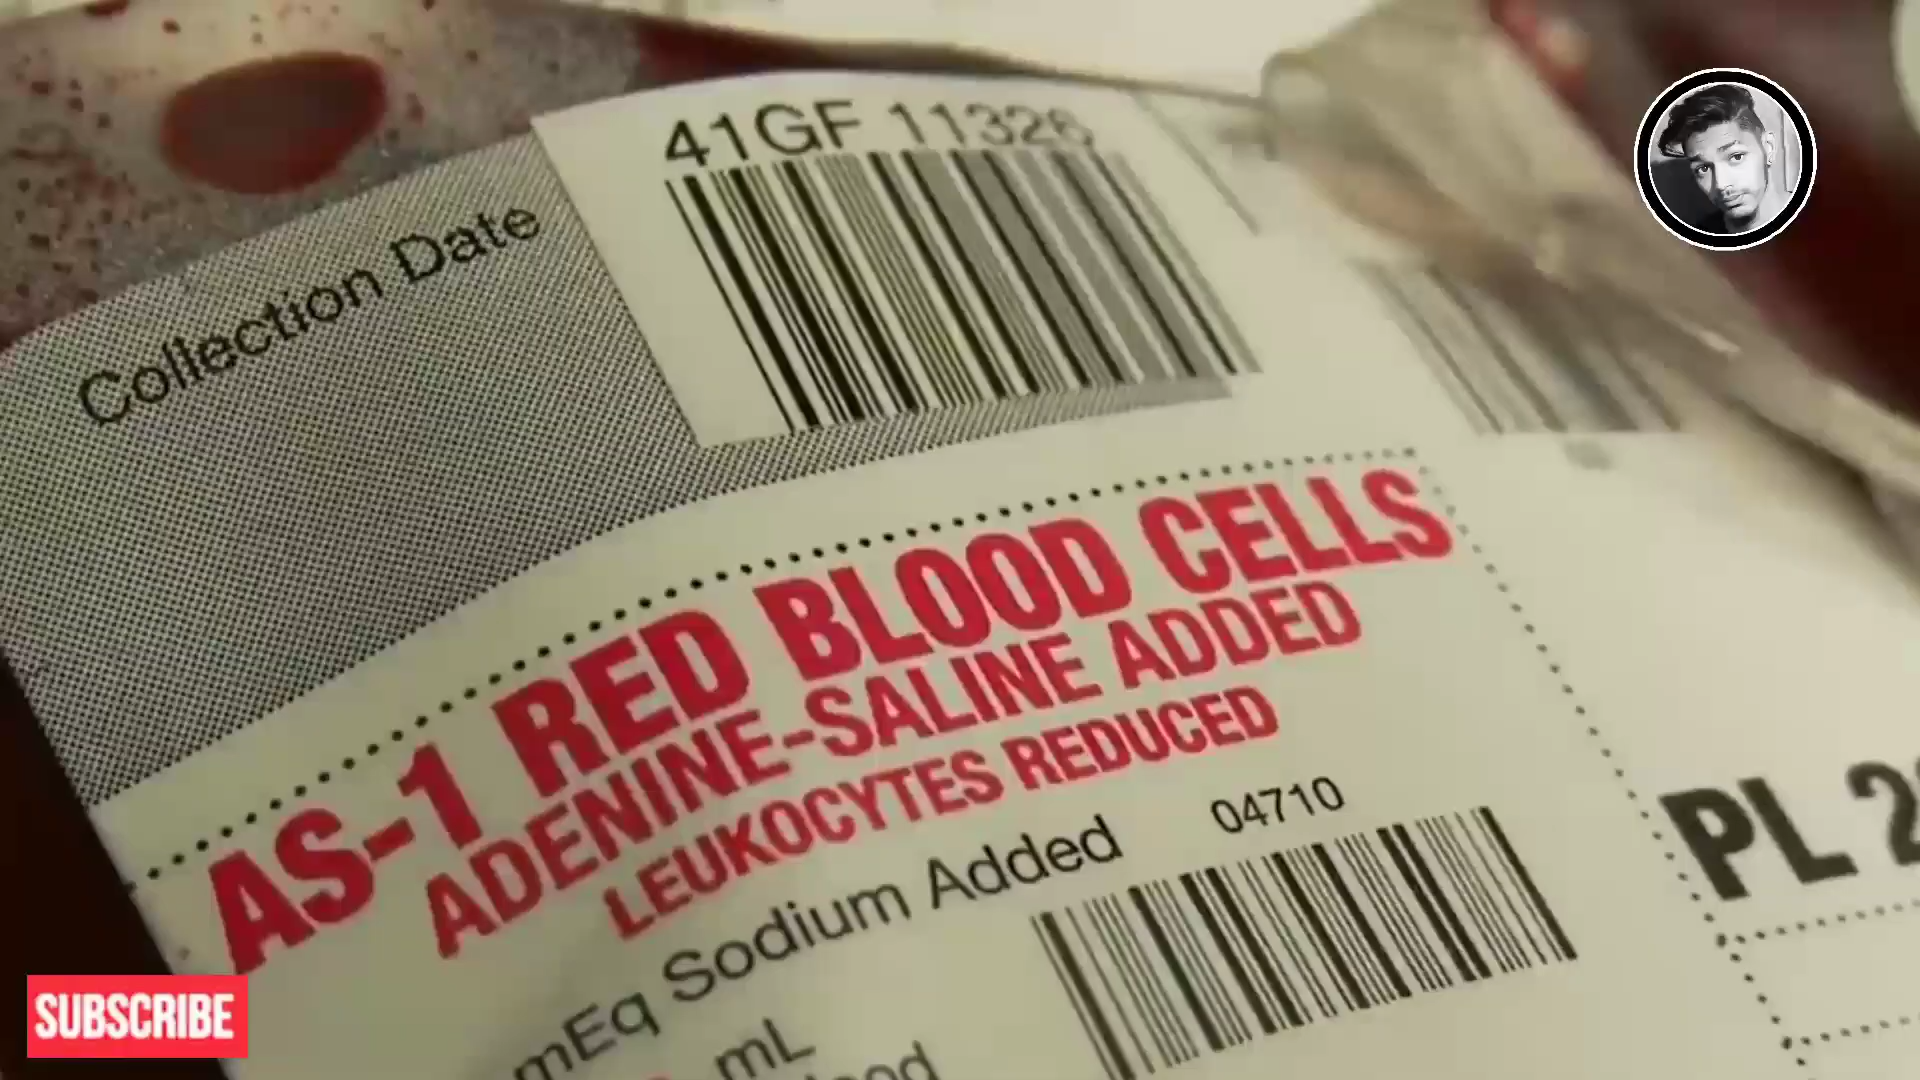 41GF 11326
Collection Date
AS-1 RED BLOOD CELLS
ADENINE-SALINE ADDED
LEUKOCYTES REDUCED
mEq Sodium Added 04710
mL
PL 2
SUBSCRIBE